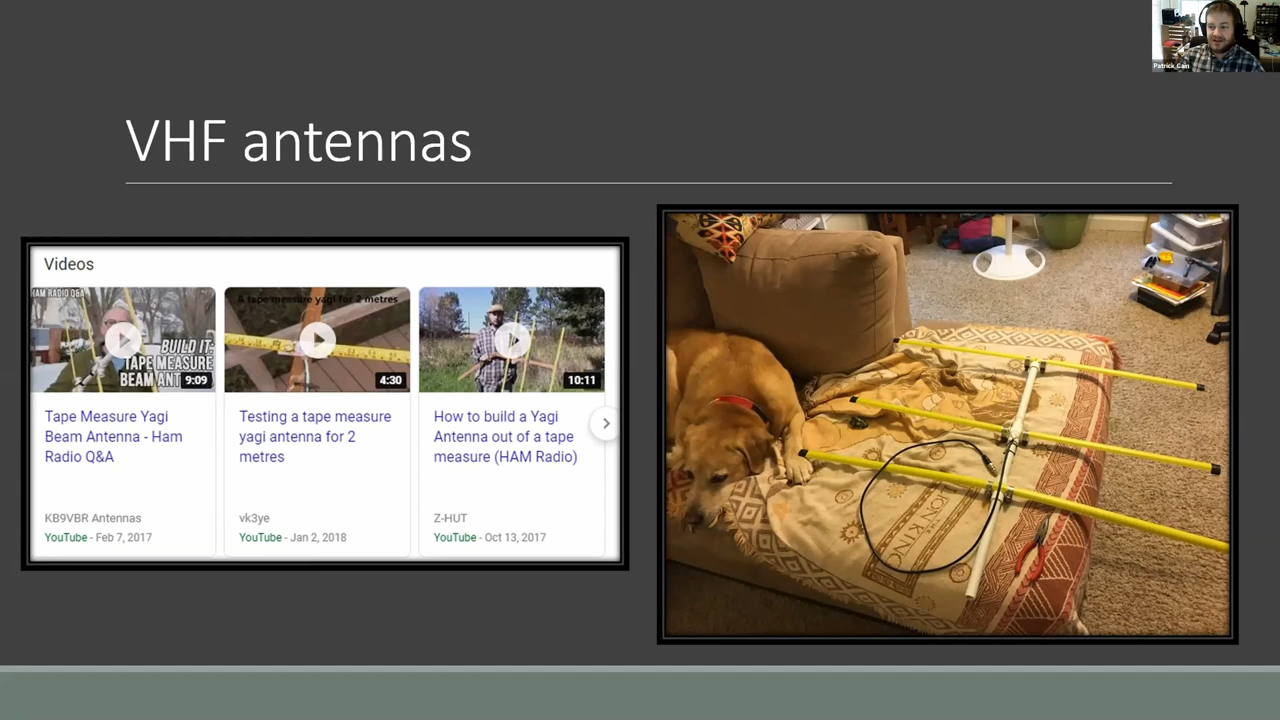 Patrick Cain
VHF antennas
Videos
HAM RADIO Q&A
BUILD IT:
TAPE MEASURE
BEAM ANT
9:09
A tape measure yagi for 2 metres
4:30
10:11
Tape Measure Yagi
Beam Antenna - Ham
Radio Q&A
KB9VBR Antennas
YouTube - Feb 7, 2017
Testing a tape measure
yagi antenna for 2
metres
vk3ye
YouTube - Jan 2, 2018
How to build a Yagi
Antenna out of a tape
measure (HAM Radio)
Z-HUT
YouTube - Oct 13, 2017
LION KING